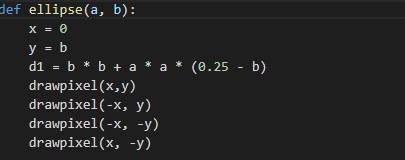 def ellipse(a, b):
    x = 0
    y = b
    d1 = b * b + a * a * (0.25 - b)
    drawpixel(x,y)
    drawpixel(-x, y)
    drawpixel(-x, -y)
    drawpixel(x, -y)